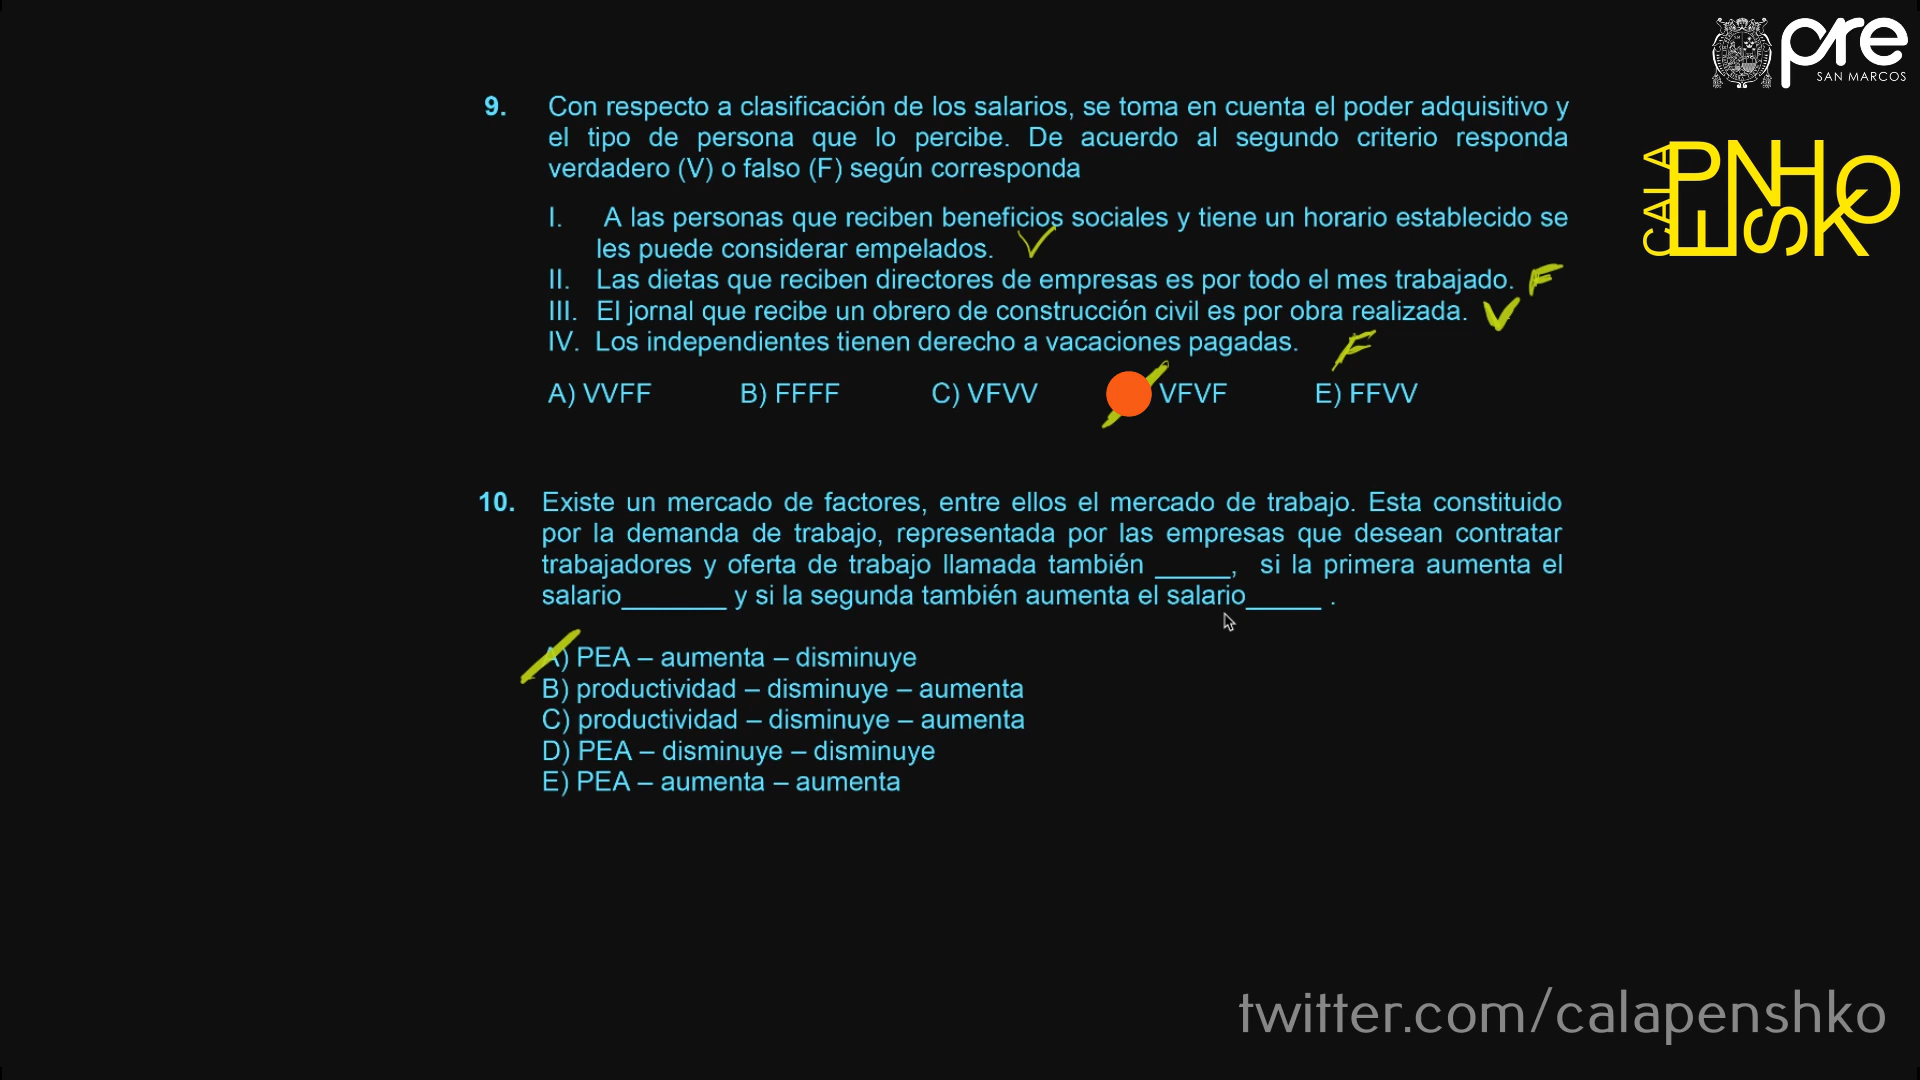 pre
SAN MARCOS
CALA
PENSHKO
9. Con respecto a clasificación de los salarios, se toma en cuenta el poder adquisitivo y
el tipo de persona que lo percibe. De acuerdo al segundo criterio responda
verdadero (V) o falso (F) según corresponda
I. A las personas que reciben beneficios sociales y tiene un horario establecido se
les puede considerar empelados. V
II. Las dietas que reciben directores de empresas es por todo el mes trabajado. F
III. El jornal que recibe un obrero de construcción civil es por obra realizada. V
IV. Los independientes tienen derecho a vacaciones pagadas. F
A) VVFF B) FFFF C) VFVV VFVF E) FFVV
10. Existe un mercado de factores, entre ellos el mercado de trabajo. Esta constituido
por la demanda de trabajo, representada por las empresas que desean contratar
trabajadores y oferta de trabajo llamada también _____, si la primera aumenta el
salario_______ y si la segunda también aumenta el salario_____ .
A) PEA – aumenta – disminuye
B) productividad – disminuye – aumenta
C) productividad – disminuye – aumenta
D) PEA – disminuye – disminuye
E) PEA – aumenta – aumenta
twitter.com/calapenshko